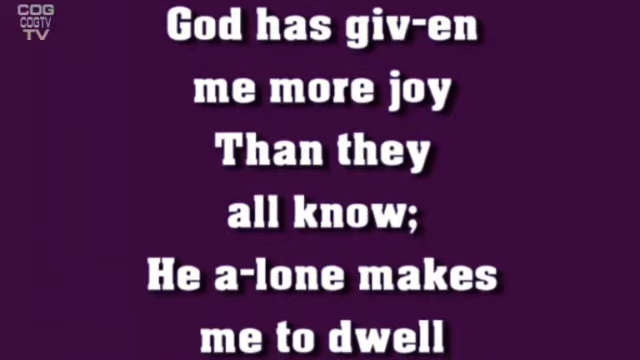 COG
COGTV
TV
God has giv-en
me more joy
Than they
all know;
He a-lone makes
me to dwell